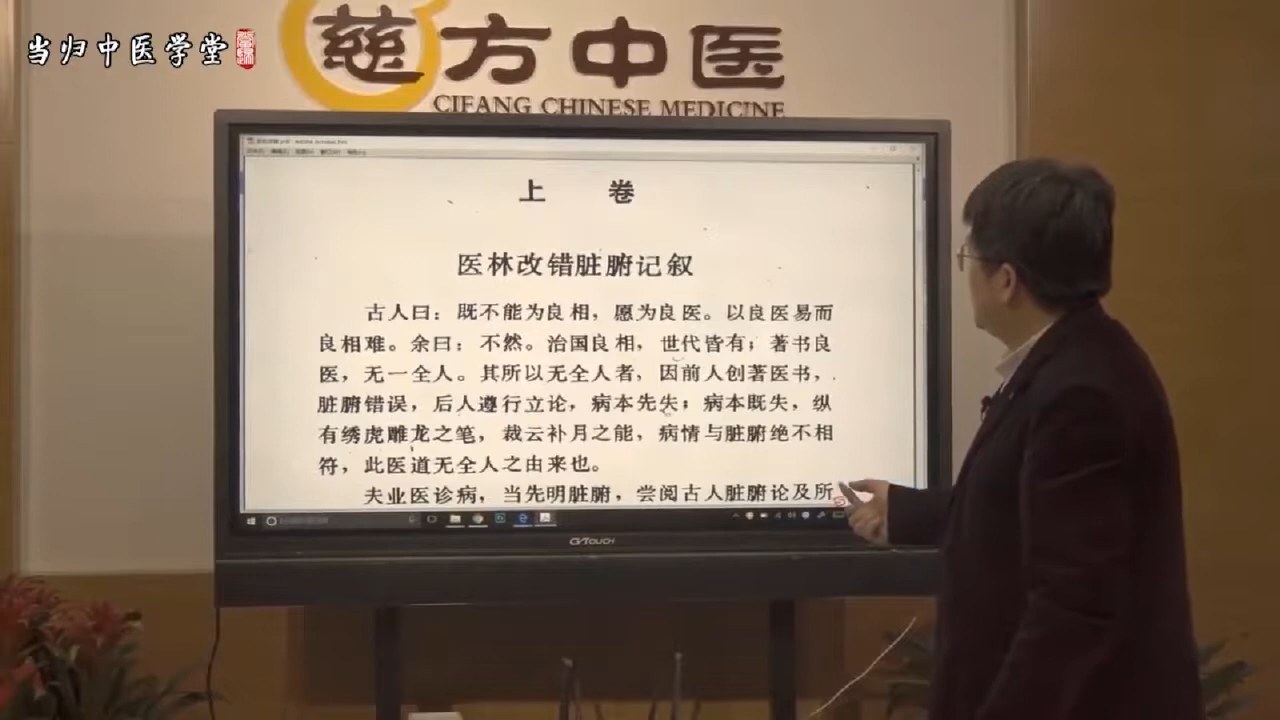 当归中医学堂
慈方中医
CIFANG CHINESE MEDICINE
上 卷
医林改错脏腑记叙
古人曰：既不能为良相，愿为良医。以良医易而
良相难。余曰：不然。治国良相，世代皆有；著书良
医，无一全人。其所以无全人者，因前人创著医书，
脏腑错误，后人遵行立论，病本先失；病本既失，纵
有绣虎雕龙之笔，裁云补月之能，病情与脏腑绝不相
符，此医道无全人之由来也。
夫业医诊病，当先明脏腑，尝阅古人脏腑论及所
GVTOUCH